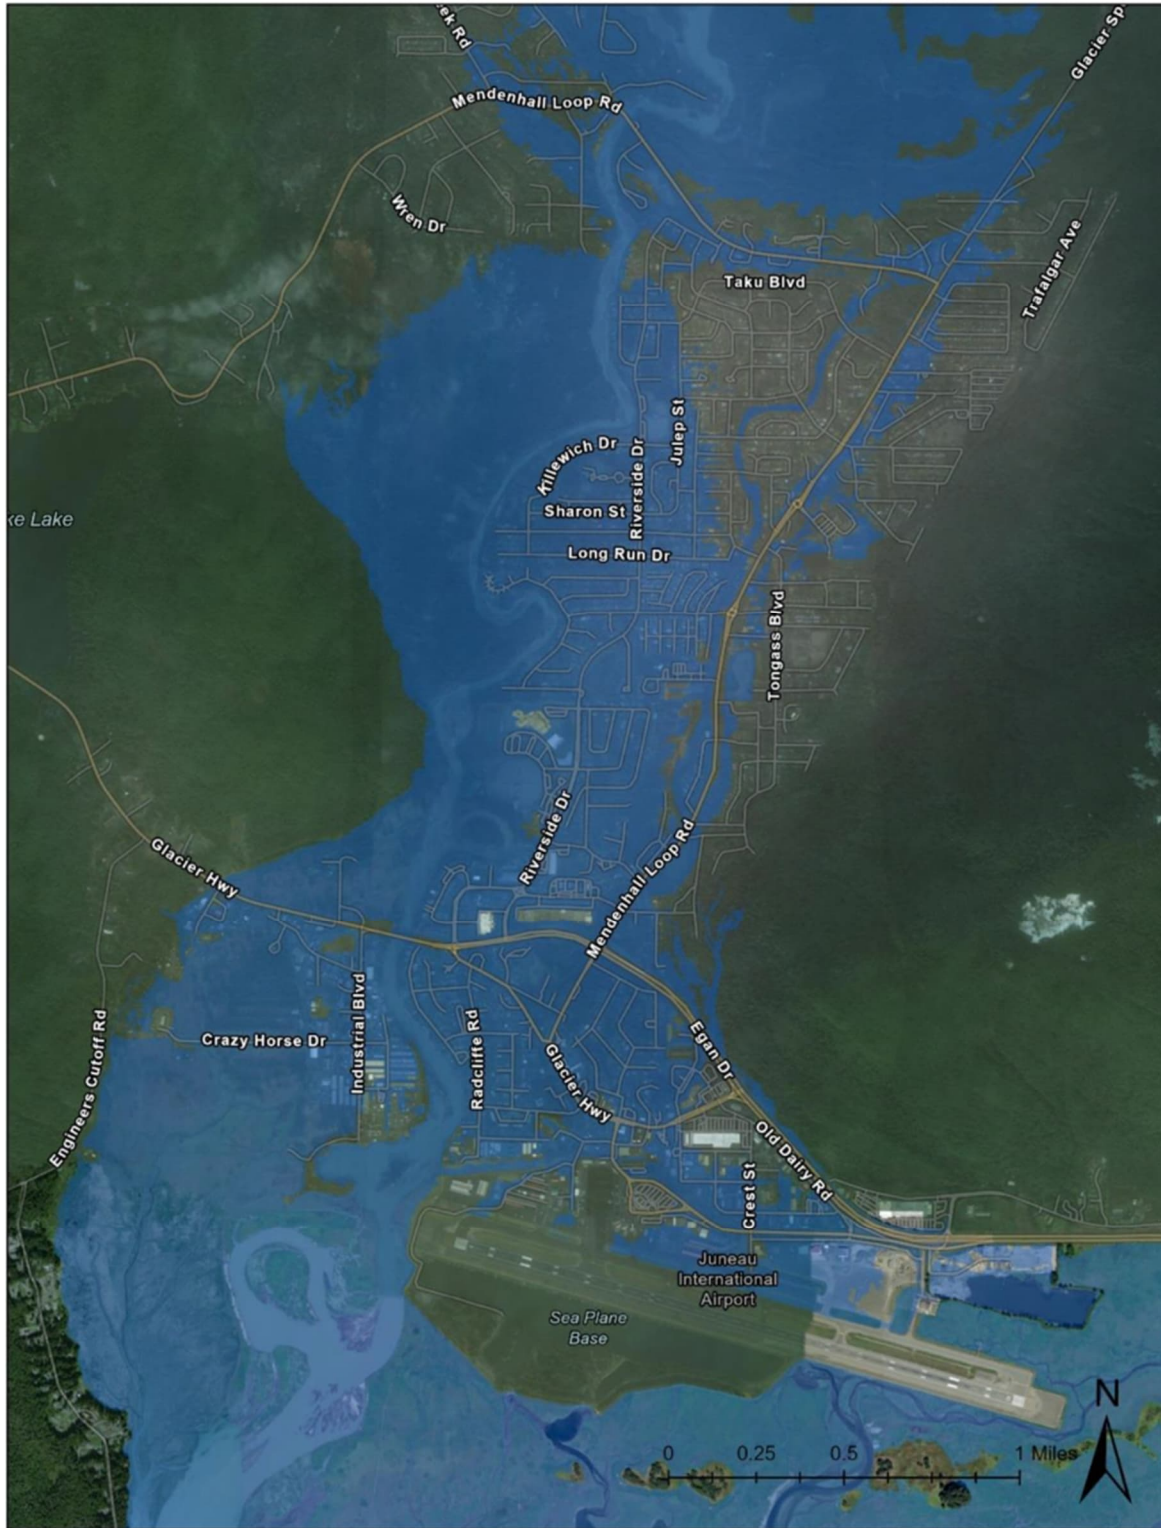 ek Rd
Glacier Sp
Mendenhall Loop Rd
Wren Dr
Trafalgar Ave
Taku Blvd
Julep St
Killewich Dr
Riverside Dr
Sharon St
ke Lake
Long Run Dr
Tongass Blvd
Riverside Dr
Mendenhall Loop Rd
Glacier Hwy
Industrial Blvd
Crazy Horse Dr
Radcliffe Rd
Egan Dr
Engineers Cutoff Rd
Glacier Hwy
Old Dairy Rd
Crest St
Juneau
International
Airport
Sea Plane
Base
N
0 0.25 0.5 1 Miles